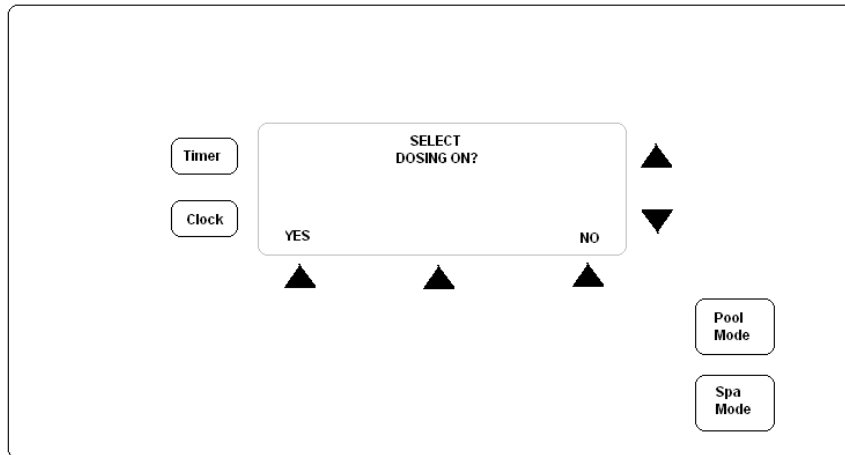 SELECT
DOSING ON?
Timer
Clock
YES
NO
Pool
Mode
Spa
Mode